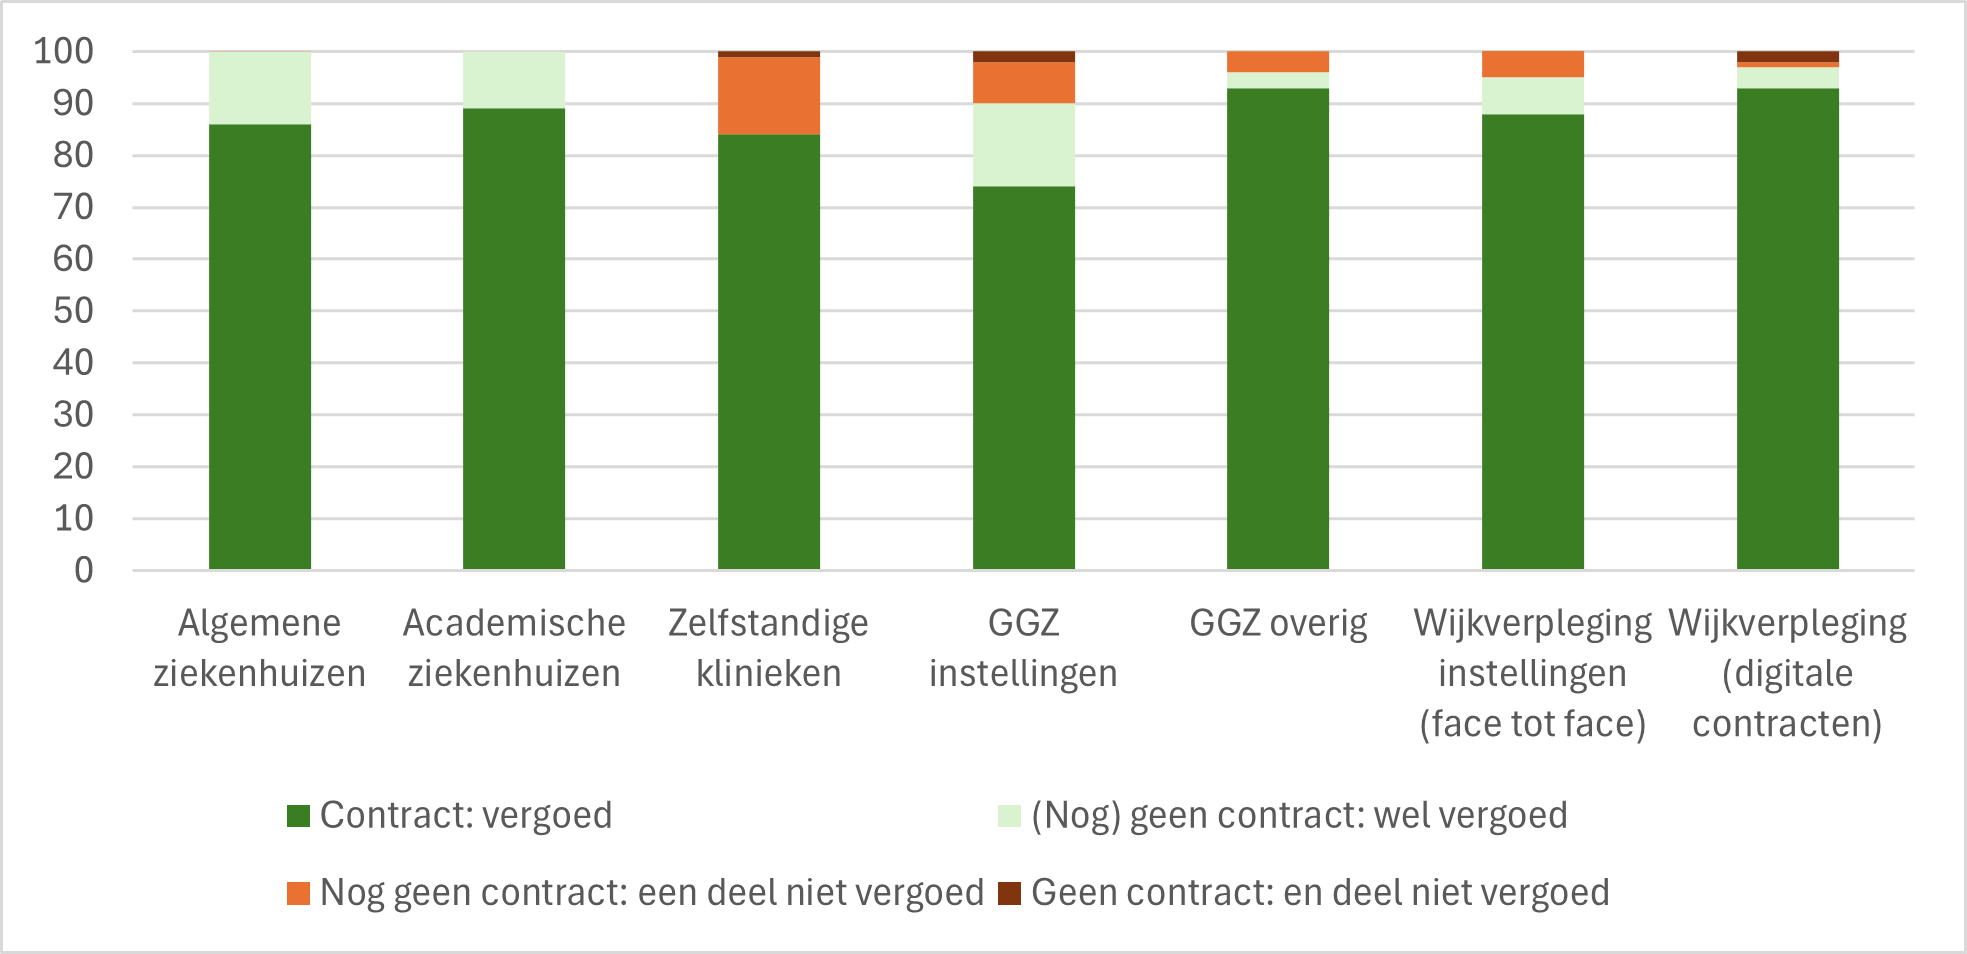 100
90
80
70
60
50
40
30
20
10
0
Algemene
ziekenhuizen
Academische
ziekenhuizen
Zelfstandige
klinieken
GGZ
instellingen
GGZ overig
Wijkverpleging
instellingen
(face tot face)
Wijkverpleging
(digitale
contracten)
Contract: vergoed
(Nog) geen contract: wel vergoed
Nog geen contract: een deel niet vergoed
Geen contract: en deel niet vergoed